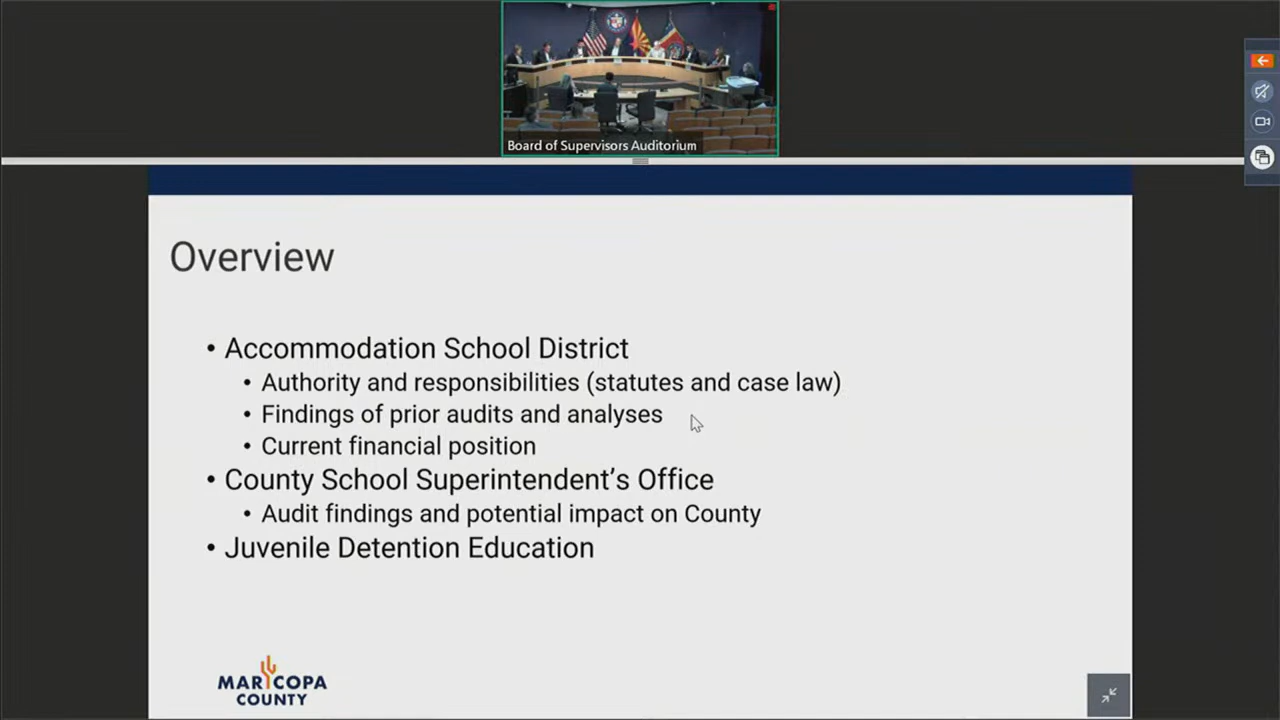 Board of Supervisors Auditorium
Overview
• Accommodation School District
• Authority and responsibilities (statutes and case law)
• Findings of prior audits and analyses
• Current financial position
• County School Superintendent’s Office
• Audit findings and potential impact on County
• Juvenile Detention Education
MARICOPA
COUNTY